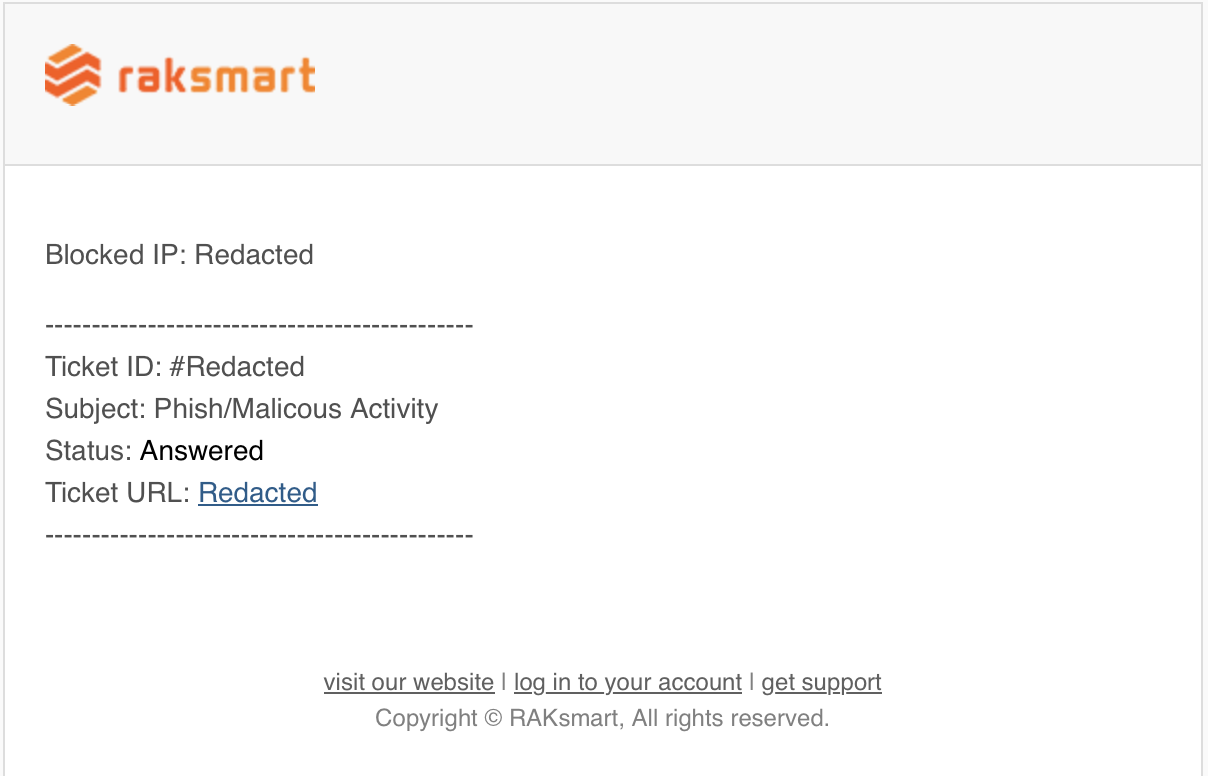 raksmart
Blocked IP: Redacted
----------------------------------------------
Ticket ID: #Redacted
Subject: Phish/Malicous Activity
Status: Answered
Ticket URL: Redacted
----------------------------------------------
visit our website | log in to your account | get support
Copyright © RAKsmart, All rights reserved.